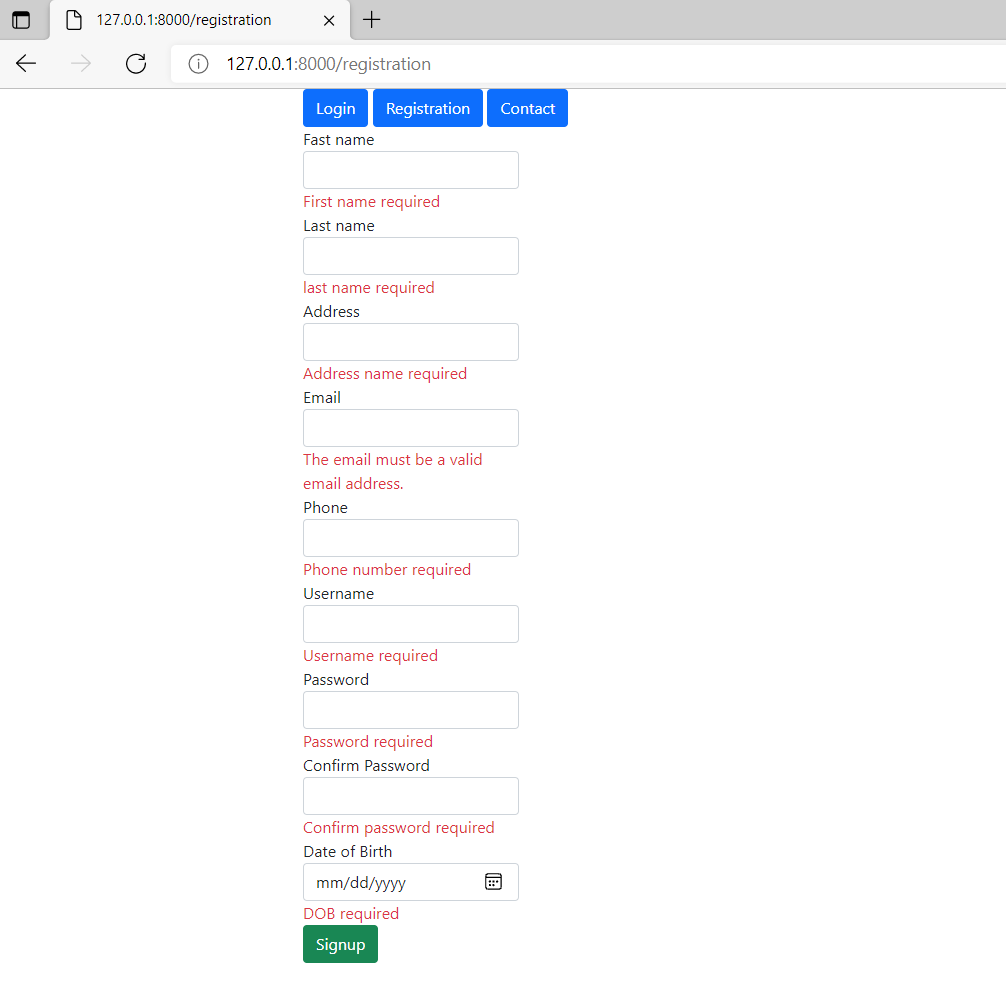 127.0.0.1:8000/registration
127.0.0.1:8000/registration
Login Registration Contact
Fast name
First name required
Last name
last name required
Address
Address name required
Email
The email must be a valid
email address.
Phone
Phone number required
Username
Username required
Password
Password required
Confirm Password
Confirm password required
Date of Birth
mm/dd/yyyy
DOB required
Signup